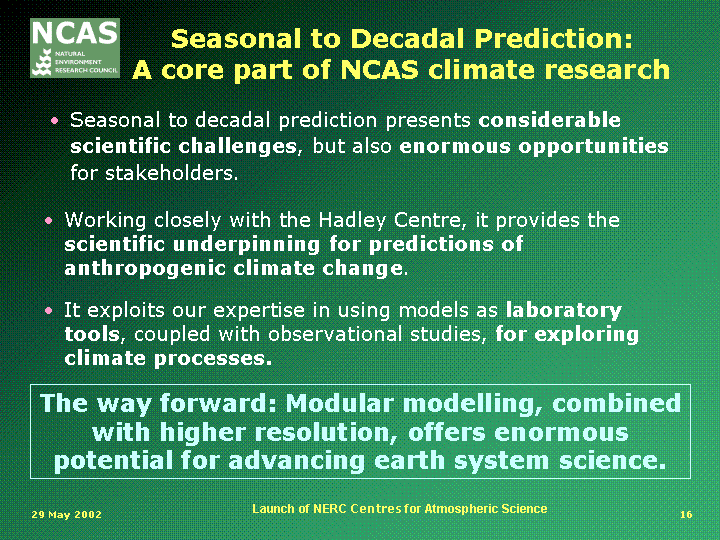 NCAS
NATURAL
ENVIRONMENT
RESEARCH COUNCIL
Seasonal to Decadal Prediction:
A core part of NCAS climate research
• Seasonal to decadal prediction presents considerable
scientific challenges, but also enormous opportunities
for stakeholders.
• Working closely with the Hadley Centre, it provides the
scientific underpinning for predictions of
anthropogenic climate change.
• It exploits our expertise in using models as laboratory
tools, coupled with observational studies, for exploring
climate processes.
The way forward: Modular modelling, combined
with higher resolution, offers enormous
potential for advancing earth system science.
29 May 2002
Launch of NERC Centres for Atmospheric Science
16